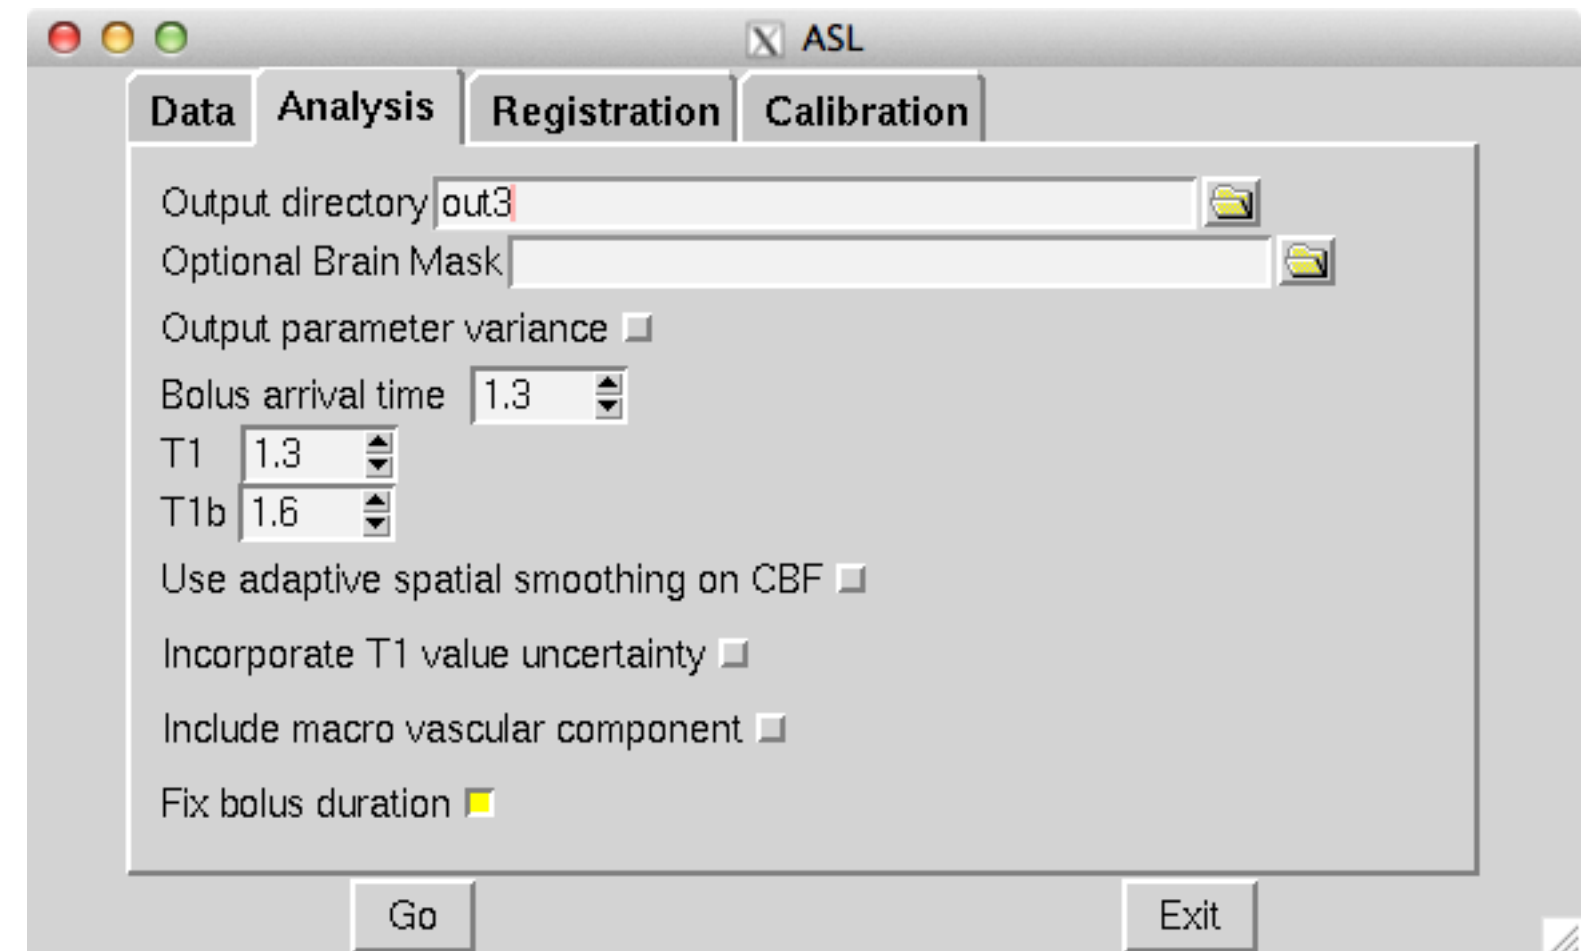 X ASL
Data Analysis Registration Calibration
Output directory out3
Optional Brain Mask
Output parameter variance
Bolus arrival time 1.3
T1 1.3
T1b 1.6
Use adaptive spatial smoothing on CBF
Incorporate T1 value uncertainty
Include macro vascular component
Fix bolus duration
Go Exit